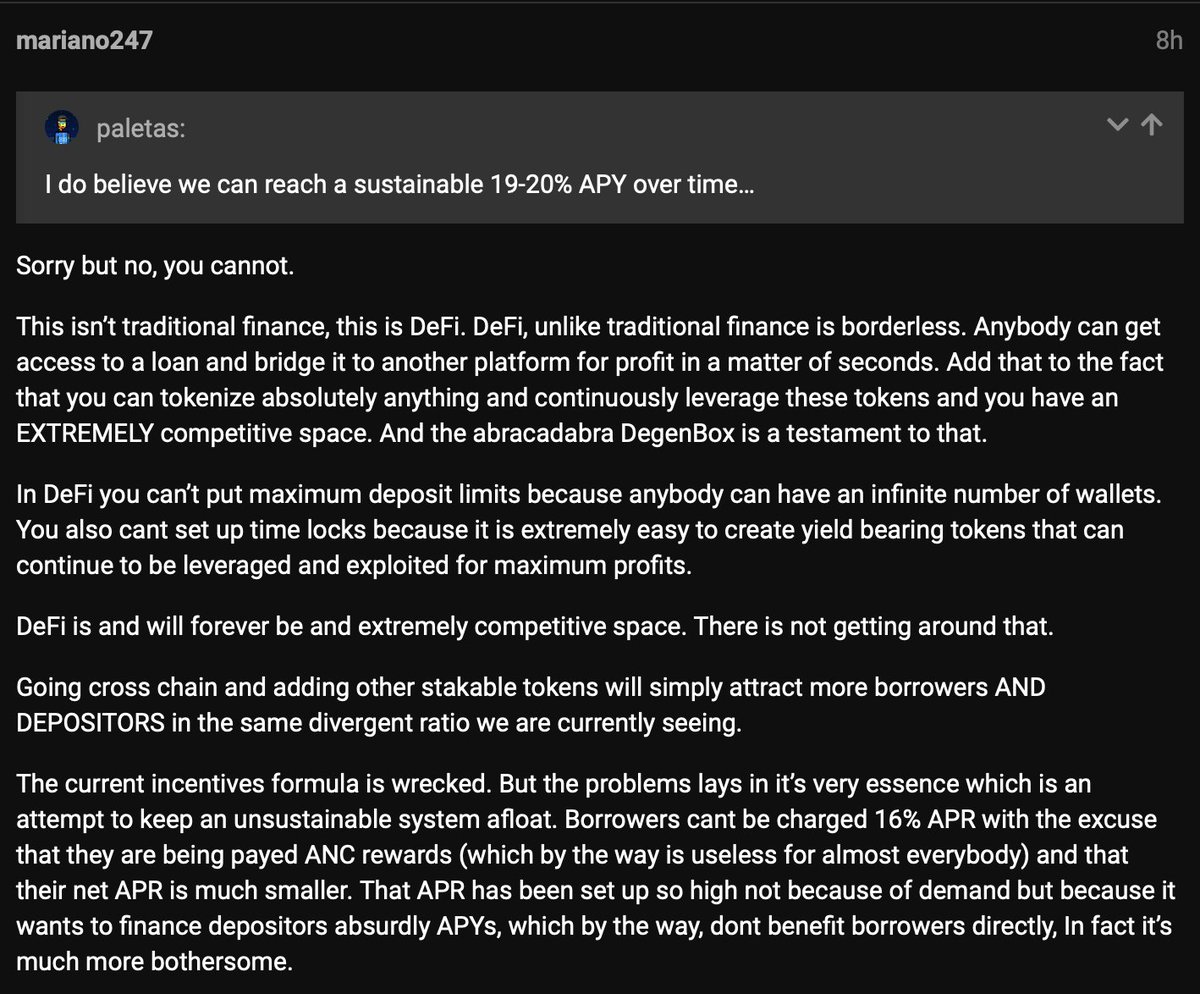 mariano247
8h
paletas:
I do believe we can reach a sustainable 19-20% APY over time…
Sorry but no, you cannot.
This isn’t traditional finance, this is DeFi. DeFi, unlike traditional finance is borderless. Anybody can get
access to a loan and bridge it to another platform for profit in a matter of seconds. Add that to the fact
that you can tokenize absolutely anything and continuously leverage these tokens and you have an
EXTREMELY competitive space. And the abracadabra DegenBox is a testament to that.
In DeFi you can’t put maximum deposit limits because anybody can have an infinite number of wallets.
You also cant set up time locks because it is extremely easy to create yield bearing tokens that can
continue to be leveraged and exploited for maximum profits.
DeFi is and will forever be and extremely competitive space. There is not getting around that.
Going cross chain and adding other stakable tokens will simply attract more borrowers AND
DEPOSITORS in the same divergent ratio we are currently seeing.
The current incentives formula is wrecked. But the problems lays in it’s very essence which is an
attempt to keep an unsustainable system afloat. Borrowers cant be charged 16% APR with the excuse
that they are being payed ANC rewards (which by the way is useless for almost everybody) and that
their net APR is much smaller. That APR has been set up so high not because of demand but because it
wants to finance depositors absurdly APYs, which by the way, dont benefit borrowers directly, In fact it’s
much more bothersome.